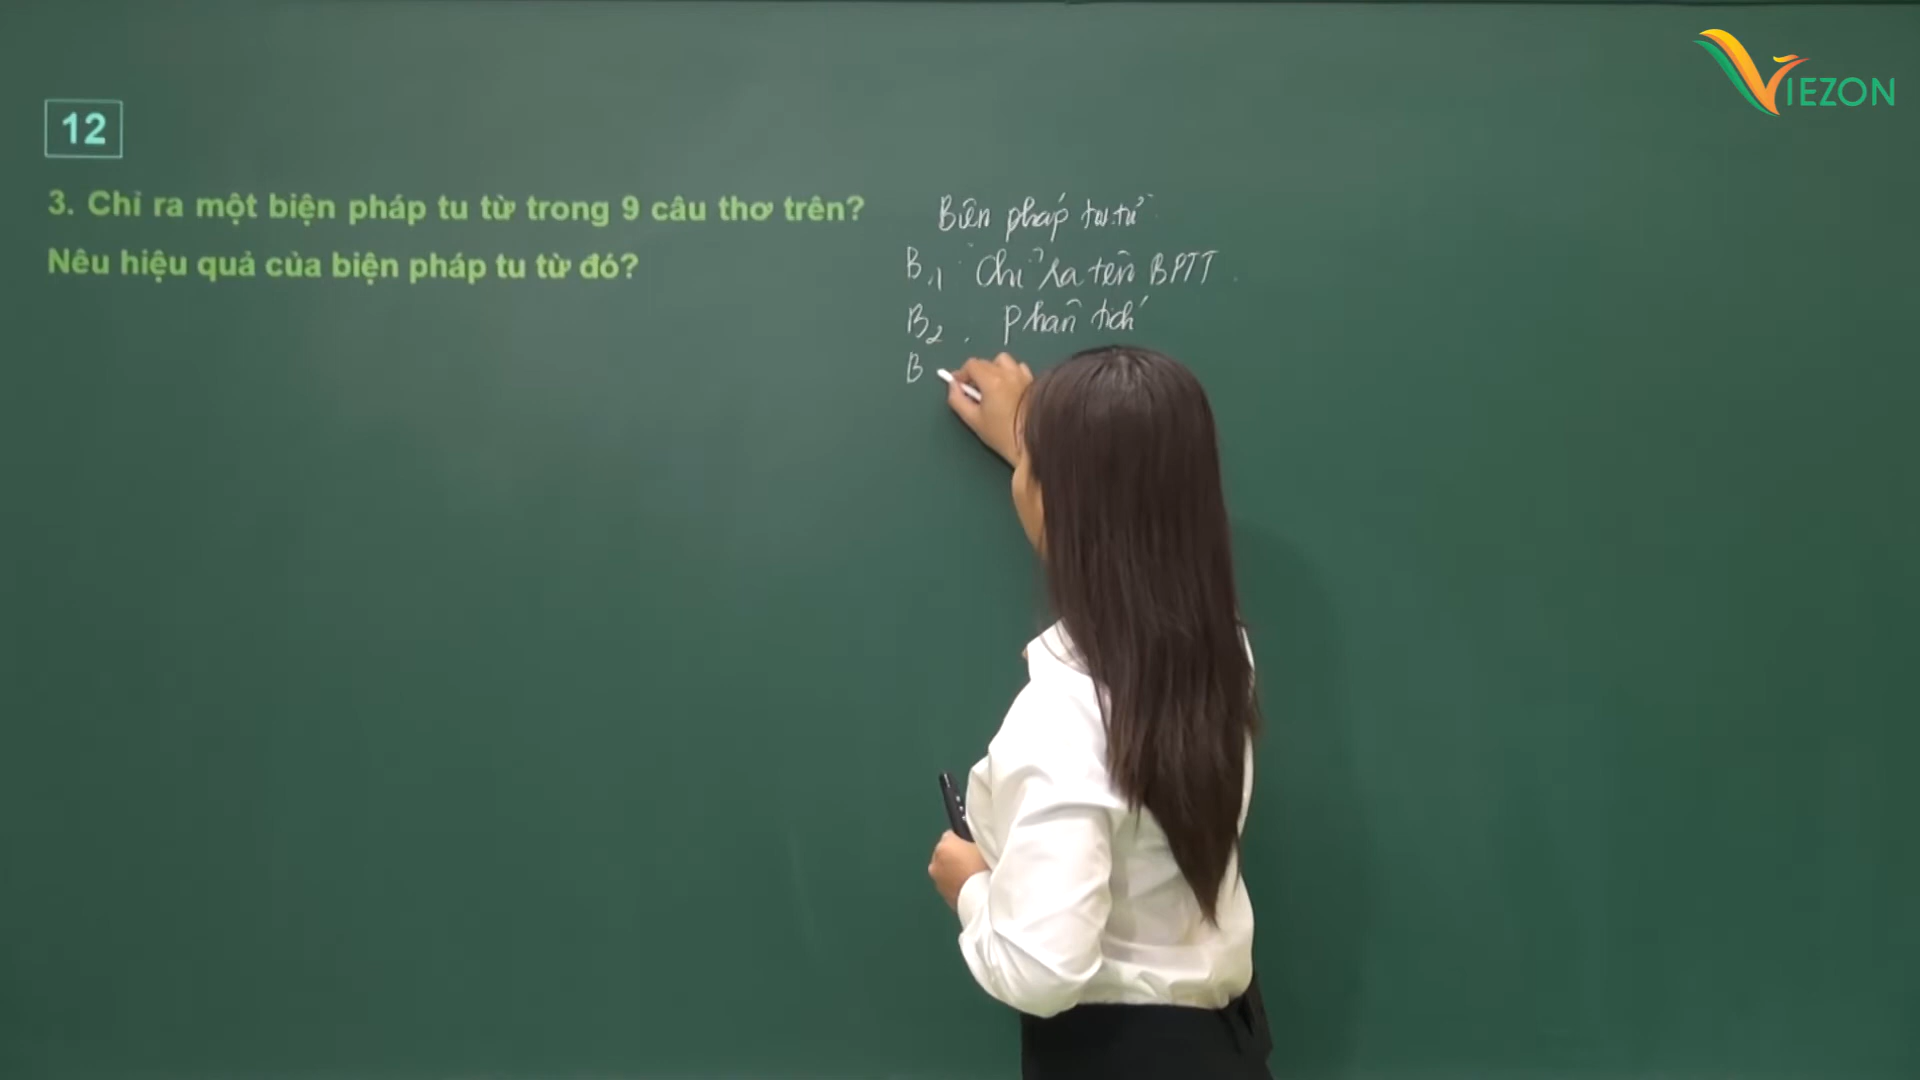 VIEZON
12
3. Chỉ ra một biện pháp tu từ trong 9 câu thơ trên?
Nêu hiệu quả của biện pháp tu từ đó?
Biện pháp tu từ
B1 Chỉ ra tên BPTT.
B2. Phân tích
B